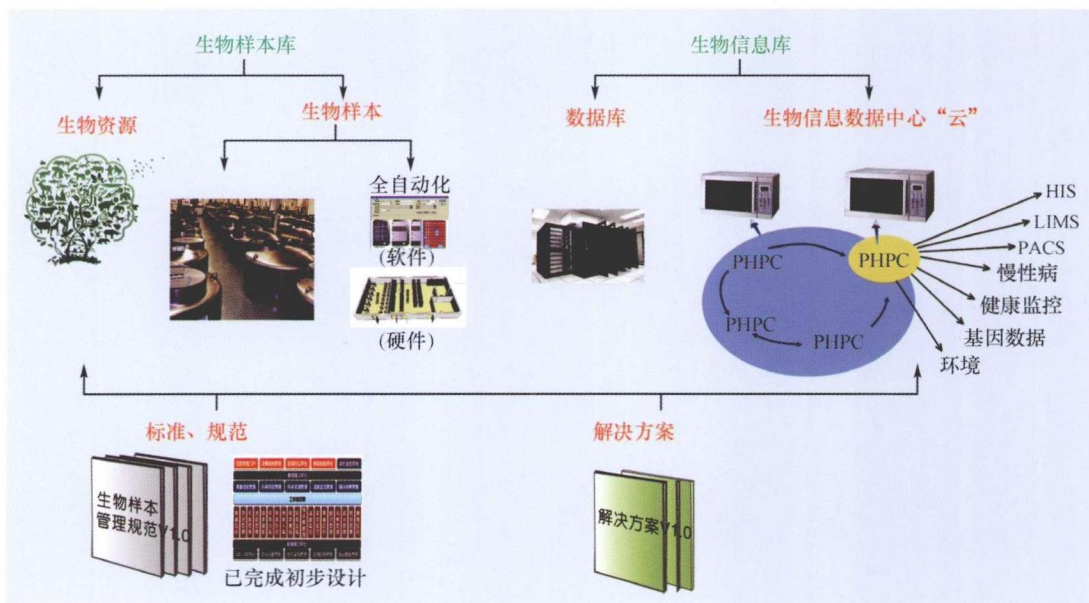 生物样本库
生物信息库
生物资源
生物样本
数据库
生物信息数据中心“云”
全自动化
(软件)
(硬件)
PHPC
PHPC
PHPC
PHPC
HIS
LIMS
PACS
慢性病
健康监控
基因数据
环境
标准、规范
解决方案
生物样本
管理规范V1.0
已完成初步设计
解决方案V1.0